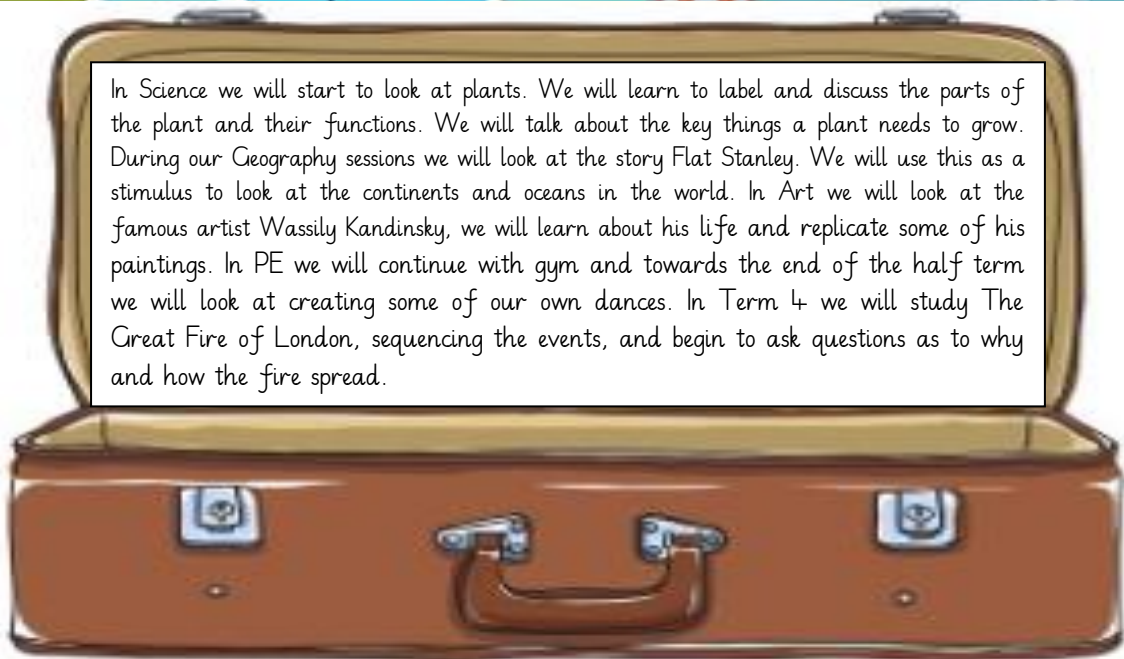 In Science we will start to look at plants. We will learn to label and discuss the parts of
the plant and their functions. We will talk about the key things a plant needs to grow.
During our Geography sessions we will look at the story Flat Stanley. We will use this as a
stimulus to look at the continents and oceans in the world. In Art we will look at the
famous artist Wassily Kandinsky, we will learn about his life and replicate some of his
paintings. In PE we will continue with gym and towards the end of the half term
we will look at creating some of our own dances. In Term 4 we will study The
Great Fire of London, sequencing the events, and begin to ask questions as to why
and how the fire spread.